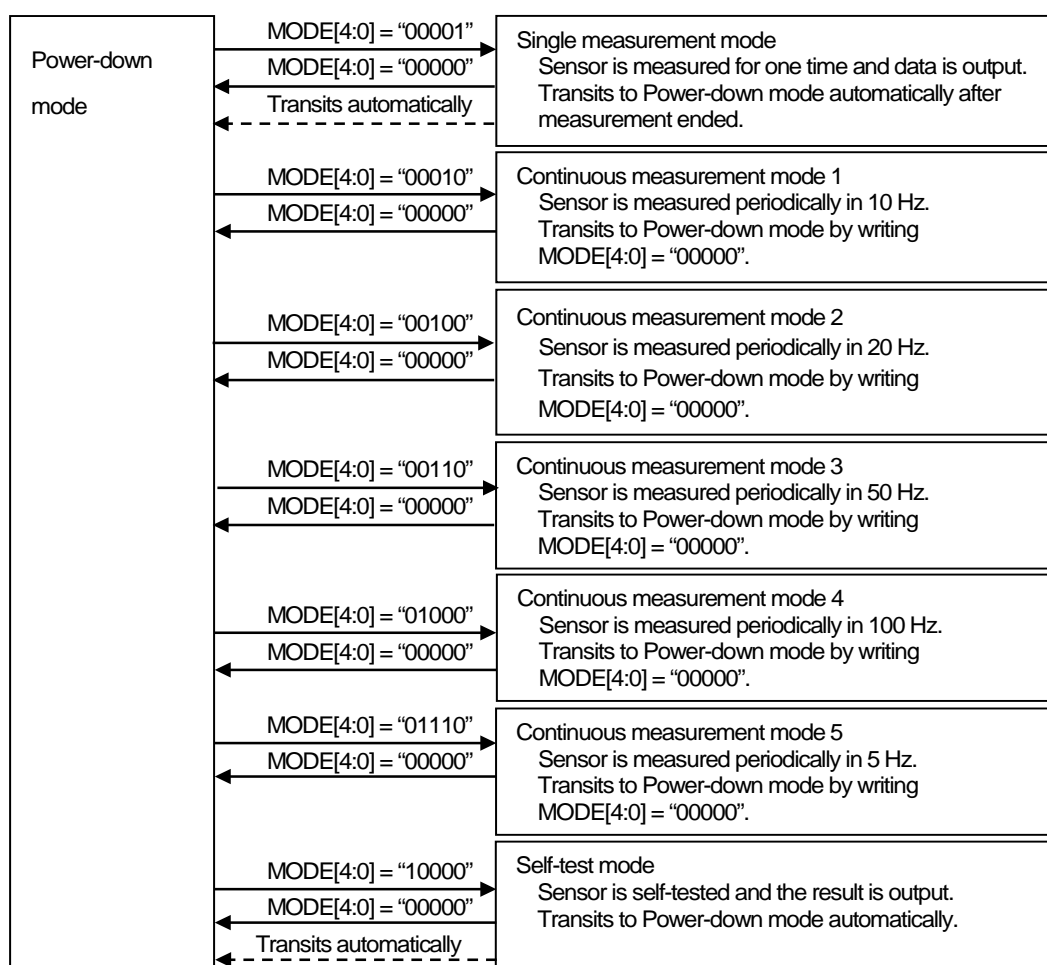 Power-down
mode
MODE[4:0] = “00001”
MODE[4:0] = “00000”
Transits automatically
Single measurement mode
Sensor is measured for one time and data is output.
Transits to Power-down mode automatically after
measurement ended.
MODE[4:0] = “00010”
MODE[4:0] = “00000”
Continuous measurement mode 1
Sensor is measured periodically in 10 Hz.
Transits to Power-down mode by writing
MODE[4:0] = “00000”.
MODE[4:0] = “00100”
MODE[4:0] = “00000”
Continuous measurement mode 2
Sensor is measured periodically in 20 Hz.
Transits to Power-down mode by writing
MODE[4:0] = “00000”.
MODE[4:0] = “00110”
MODE[4:0] = “00000”
Continuous measurement mode 3
Sensor is measured periodically in 50 Hz.
Transits to Power-down mode by writing
MODE[4:0] = “00000”.
MODE[4:0] = “01000”
MODE[4:0] = “00000”
Continuous measurement mode 4
Sensor is measured periodically in 100 Hz.
Transits to Power-down mode by writing
MODE[4:0] = “00000”.
MODE[4:0] = “01110”
MODE[4:0] = “00000”
Continuous measurement mode 5
Sensor is measured periodically in 5 Hz.
Transits to Power-down mode by writing
MODE[4:0] = “00000”.
MODE[4:0] = “10000”
MODE[4:0] = “00000”
Transits automatically
Self-test mode
Sensor is self-tested and the result is output.
Transits to Power-down mode automatically.